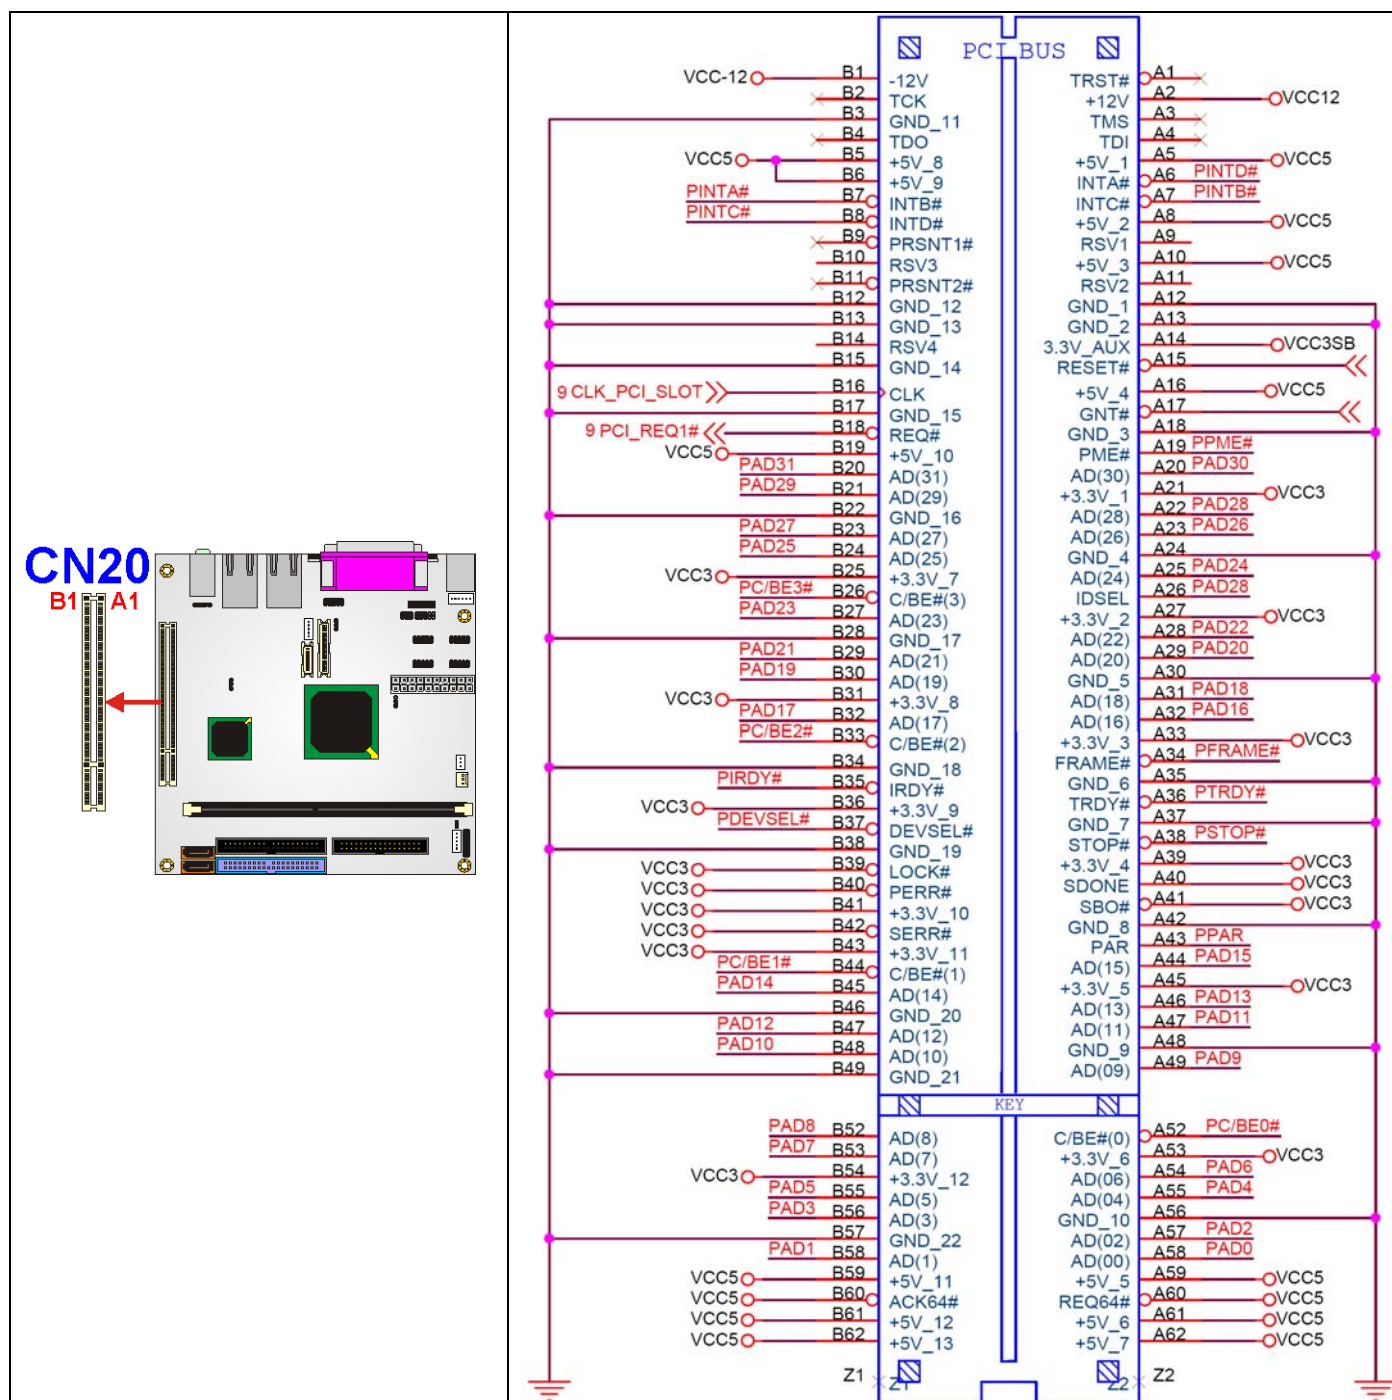 CN20
B1 A1
PCI BUS
VCC-12 B1 -12V TRST# A1
B2 TCK +12V A2 VCC12
B3 GND_11 TMS A3
B4 TDO TDI A4
VCC5 B5 +5V_8 +5V_1 A5 VCC5
B6 +5V_9 INTA# A6 PINTD#
PINTA# B7 INTB# INTC# A7 PINTB#
PINTC# B8 INTD# +5V_2 A8 VCC5
B9 PRSNT1# RSV1 A9
B10 RSV3 +5V_3 A10 VCC5
B11 PRSNT2# RSV2 A11
B12 GND_12 GND_1 A12
B13 GND_13 GND_2 A13
B14 RSV4 3.3V_AUX A14 VCC3SB
B15 GND_14 RESET# A15
9 CLK_PCI_SLOT B16 CLK +5V_4 A16 VCC5
B17 GND_15 GNT# A17
9 PCI_REQ1# B18 REQ# GND_3 A18
VCC5 B19 +5V_10 PME# A19 PPME#
PAD31 B20 AD(31) AD(30) A20 PAD30
PAD29 B21 AD(29) +3.3V_1 A21 VCC3
B22 GND_16 AD(28) A22 PAD28
PAD27 B23 AD(27) AD(26) A23 PAD26
PAD25 B24 AD(25) GND_4 A24
VCC3 B25 +3.3V_7 AD(24) A25 PAD24
PC/BE3# B26 C/BE#(3) IDSEL A26 PAD28
PAD23 B27 AD(23) +3.3V_2 A27 VCC3
B28 GND_17 AD(22) A28 PAD22
PAD21 B29 AD(21) AD(20) A29 PAD20
PAD19 B30 AD(19) GND_5 A30
VCC3 B31 +3.3V_8 AD(18) A31 PAD18
PAD17 B32 AD(17) AD(16) A32 PAD16
PC/BE2# B33 C/BE#(2) +3.3V_3 A33 VCC3
B34 GND_18 FRAME# A34 PFRAME#
PIRDY# B35 IRDY# GND_6 A35
VCC3 B36 +3.3V_9 TRDY# A36 PTRDY#
PDEVSEL# B37 DEVSEL# GND_7 A37
B38 GND_19 STOP# A38 PSTOP#
VCC3 B39 LOCK# +3.3V_4 A39 VCC3
VCC3 B40 PERR# SDONE A40 VCC3
VCC3 B41 +3.3V_10 SBO# A41 VCC3
VCC3 B42 SERR# GND_8 A42
VCC3 B43 +3.3V_11 PAR A43 PPAR
PC/BE1# B44 C/BE#(1) AD(15) A44 PAD15
PAD14 B45 AD(14) +3.3V_5 A45 VCC3
B46 GND_20 AD(13) A46 PAD13
PAD12 B47 AD(12) AD(11) A47 PAD11
PAD10 B48 AD(10) GND_9 A48
B49 GND_21 AD(09) A49 PAD9
KEY
PAD8 B52 AD(8) C/BE#(0) A52 PC/BE0#
PAD7 B53 AD(7) +3.3V_6 A53 VCC3
VCC3 B54 +3.3V_12 AD(06) A54 PAD6
PAD5 B55 AD(5) AD(04) A55 PAD4
PAD3 B56 AD(3) GND_10 A56
B57 GND_22 AD(02) A57 PAD2
PAD1 B58 AD(1) AD(00) A58 PAD0
VCC5 B59 +5V_11 +5V_5 A59 VCC5
VCC5 B60 ACK64# REQ64# A60 VCC5
VCC5 B61 +5V_12 +5V_6 A61 VCC5
VCC5 B62 +5V_13 +5V_7 A62 VCC5
Z1 Z1 Z2 Z2